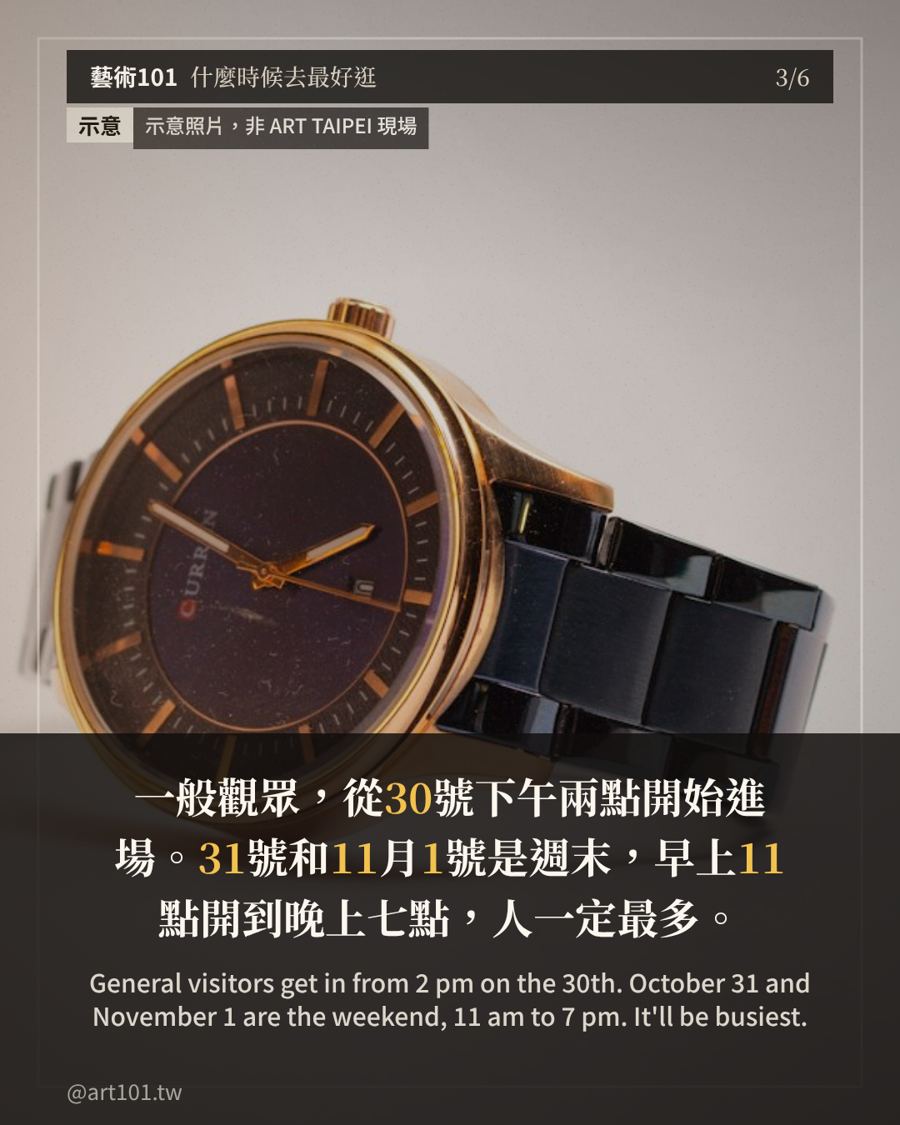 藝術101 什麼時候去最好逛 3/6
示意 示意照片，非 ART TAIPEI 現場
CURREN
一般觀眾，從30號下午兩點開始進
場。31號和11月1號是週末，早上11
點開到晚上七點，人一定最多。
General visitors get in from 2 pm on the 30th. October 31 and
November 1 are the weekend, 11 am to 7 pm. It'll be busiest.
@art101.tw